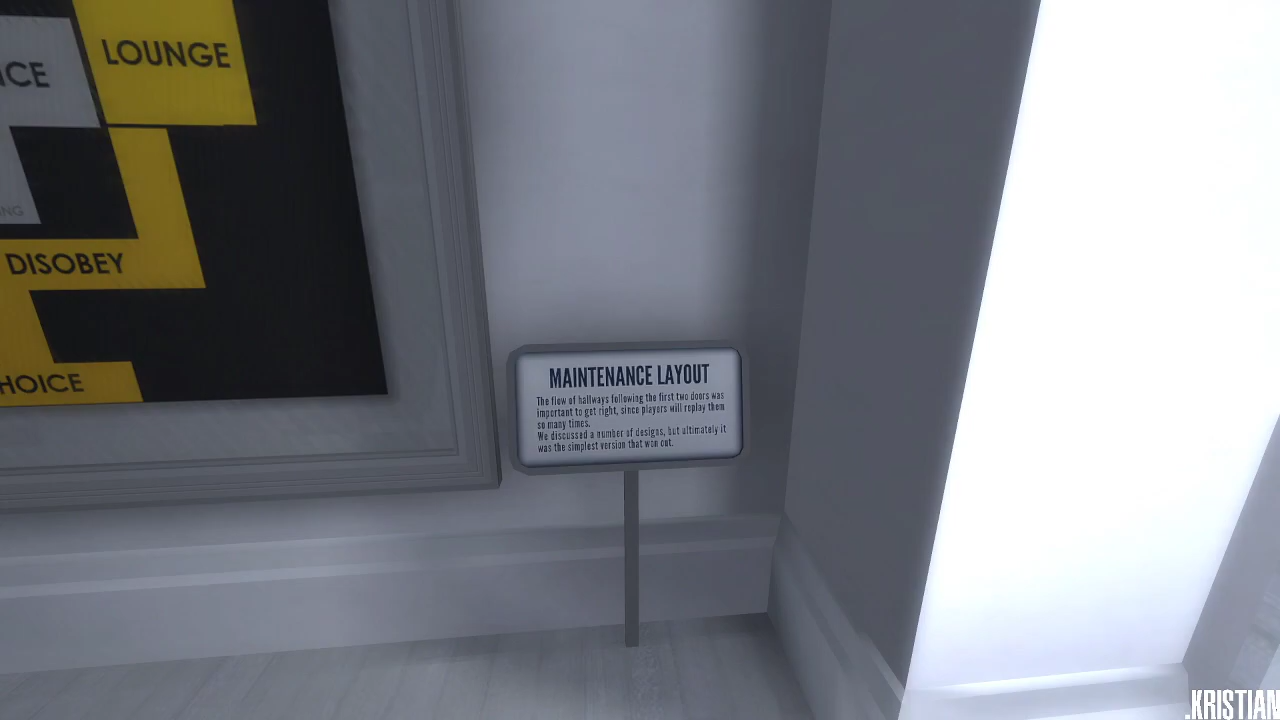 LOUNGE
ICE
NG
DISOBEY
HOICE
MAINTENANCE LAYOUT
The flow of hallways following the first two doors was
important to get right, since players will replay them
so many times.
We discussed a number of designs, but ultimately it
was the simplest version that won out.
.KRISTIAN